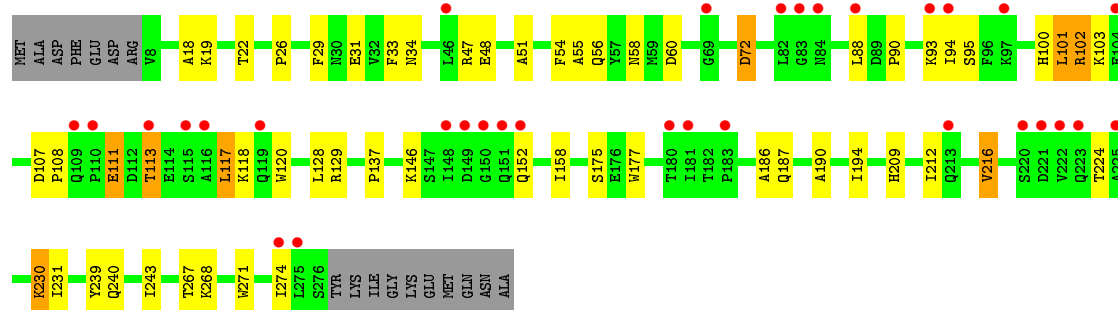 MET ALA ASP PHE GLU ASP ARG V8 A18 K19 T22 P26 F29 N30 E31 V32 F33 N34 L46 R47 E48 A51 F54 A55 Q56 Y57 N58 M59 D60 G69 D72 L82 G83 N84 L88 D89 P90 K93 I94 S95 F96 K97 H100 L101 R102 K103
D107 P108 Q109 P110 E111 D112 T113 E114 S115 A116 L117 K118 Q119 W120 L128 R129 P137 K146 S147 I148 D149 G150 Q151 Q152 I158 S175 E176 W177 T180 I181 T182 P183 A186 Q187 A190 I194 H209 I212 Q213 V216 S220 D221 V222 Q223 T224 A225
K230 I231 Y239 Q240 I243 T267 K268 W271 I274 L275 S276 TYR LYS ILE GLY LYS GLU MET GLN ASN ALA